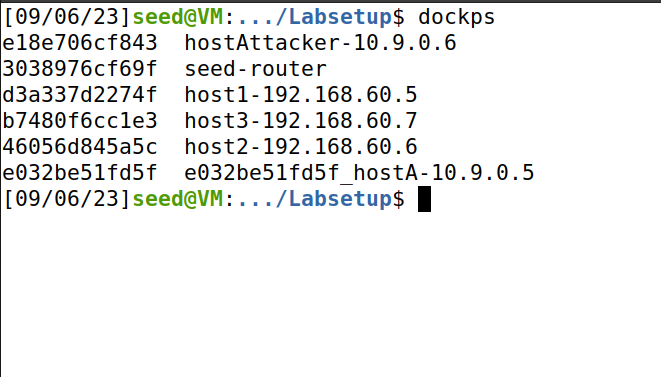 [09/06/23]seed@VM:.../Labsetup$ dockps
e18e706cf843  hostAttacker-10.9.0.6
3038976cf69f  seed-router
d3a337d2274f  host1-192.168.60.5
b7480f6cc1e3  host3-192.168.60.7
46056d845a5c  host2-192.168.60.6
e032be51fd5f  e032be51fd5f_hostA-10.9.0.5
[09/06/23]seed@VM:.../Labsetup$